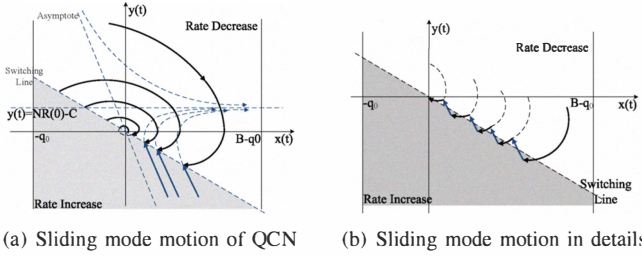 Asymptote
y(t)
Rate Decrease
Switching
Line
y(t)=NR(0)-C
-q0
B-q0
x(t)
Rate Increase
(a) Sliding mode motion of QCN
y(t)
Rate Decrease
-q0
B-q0
x(t)
Rate Increase
Switching
Line
(b) Sliding mode motion in details